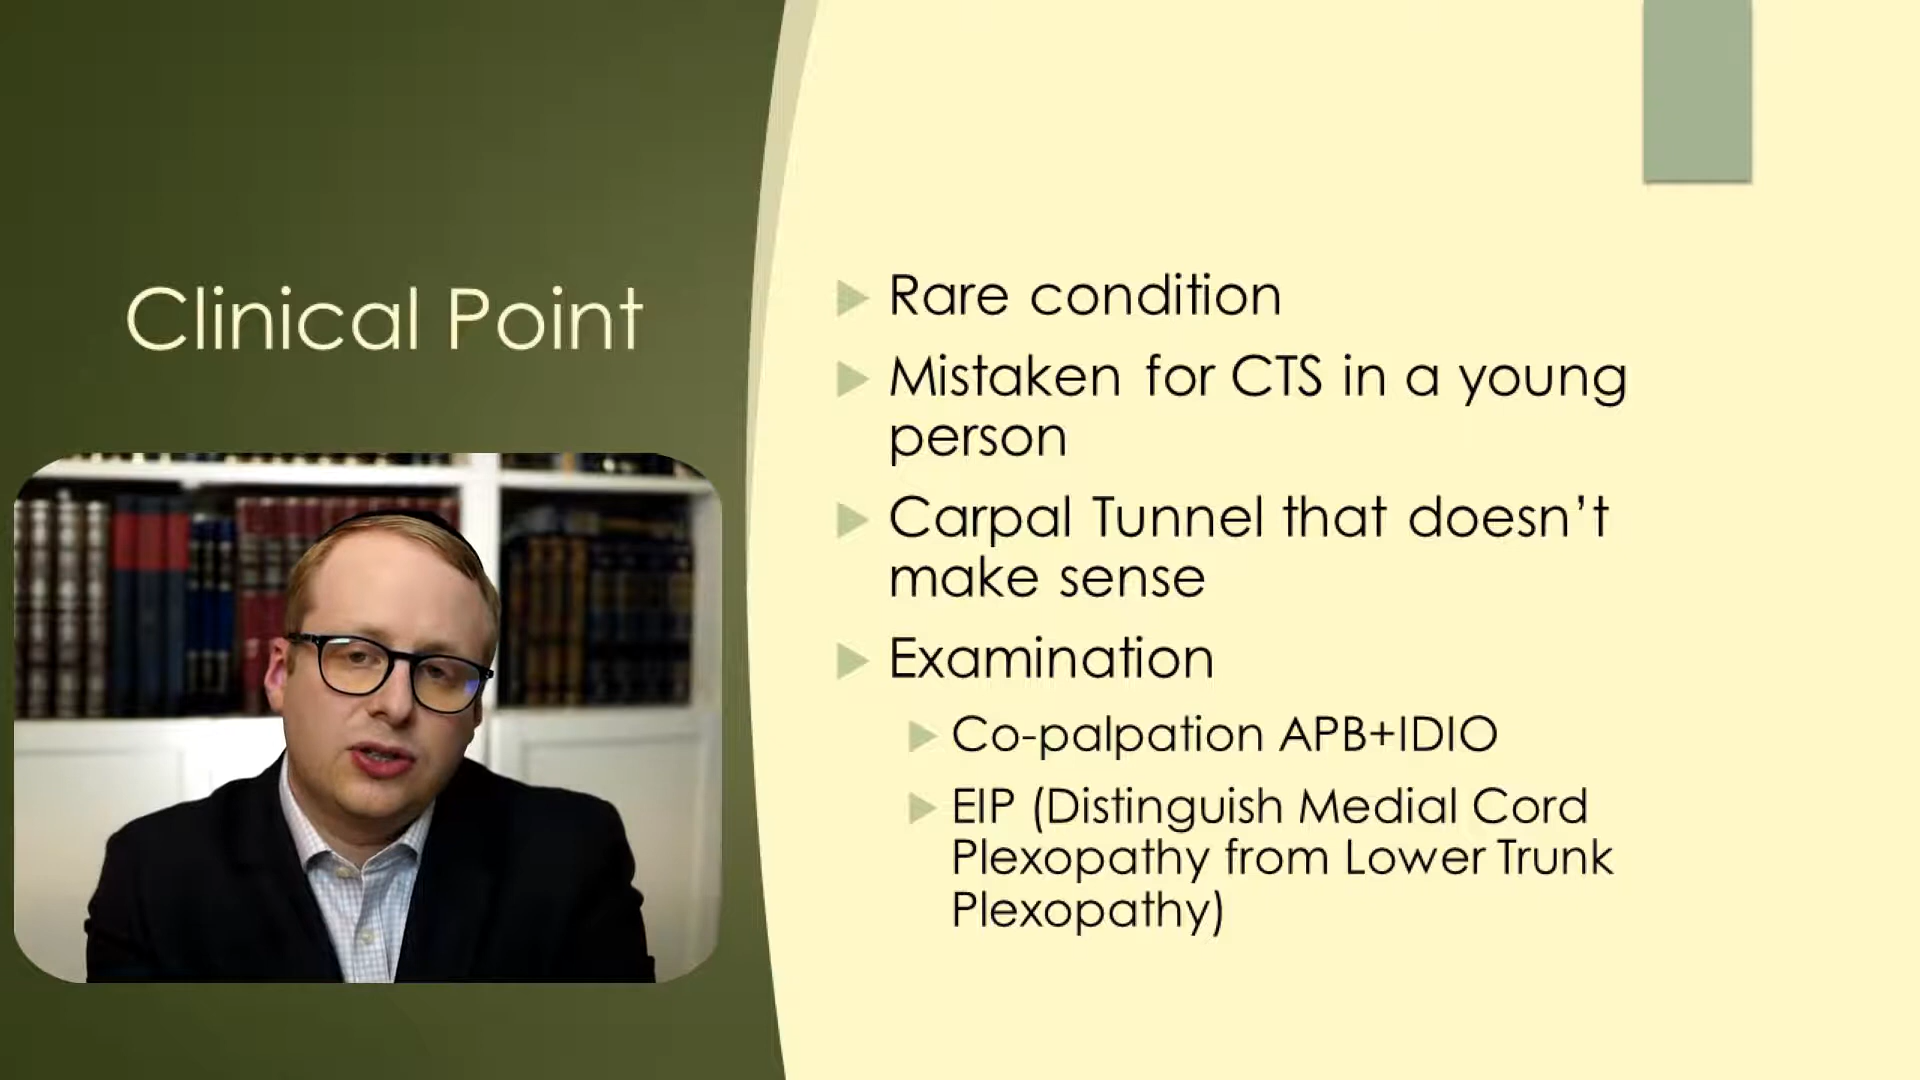 Clinical Point
Rare condition
Mistaken for CTS in a young
person
Carpal Tunnel that doesn't
make sense
Examination
Co-palpation APB+IDIO
EIP (Distinguish Medial Cord
Plexopathy from Lower Trunk
Plexopathy)